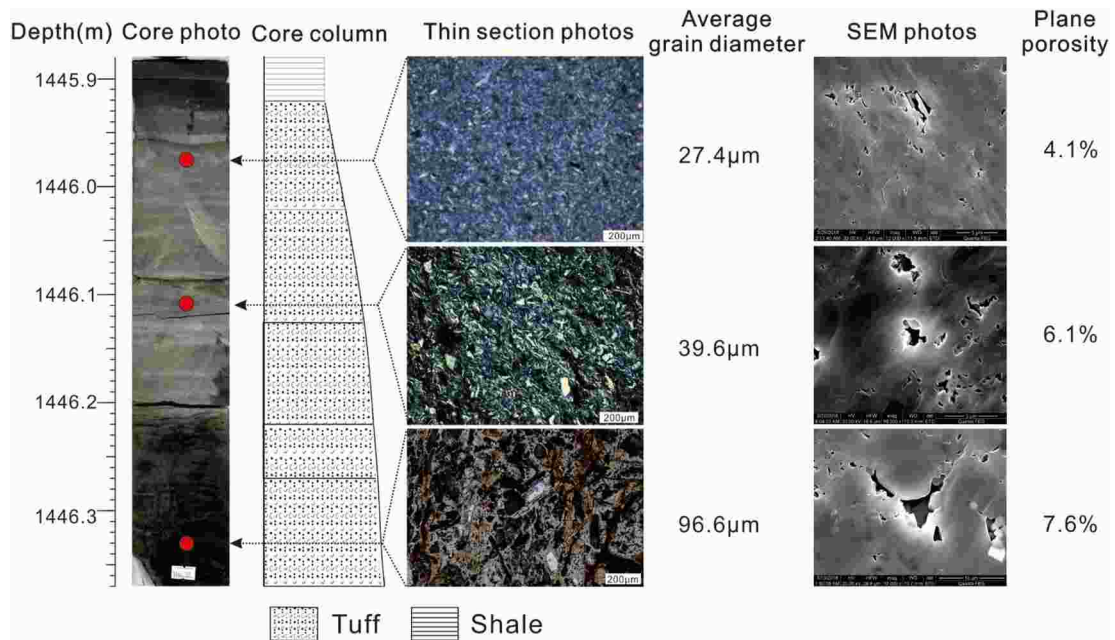 Depth(m) Core photo Core column Thin section photos Average grain diameter SEM photos Plane porosity
1445.9
1446.0
1446.1
1446.2
1446.3
200µm
27.4µm
4.1%
200µm
39.6µm
6.1%
200µm
96.6µm
7.6%
Tuff Shale